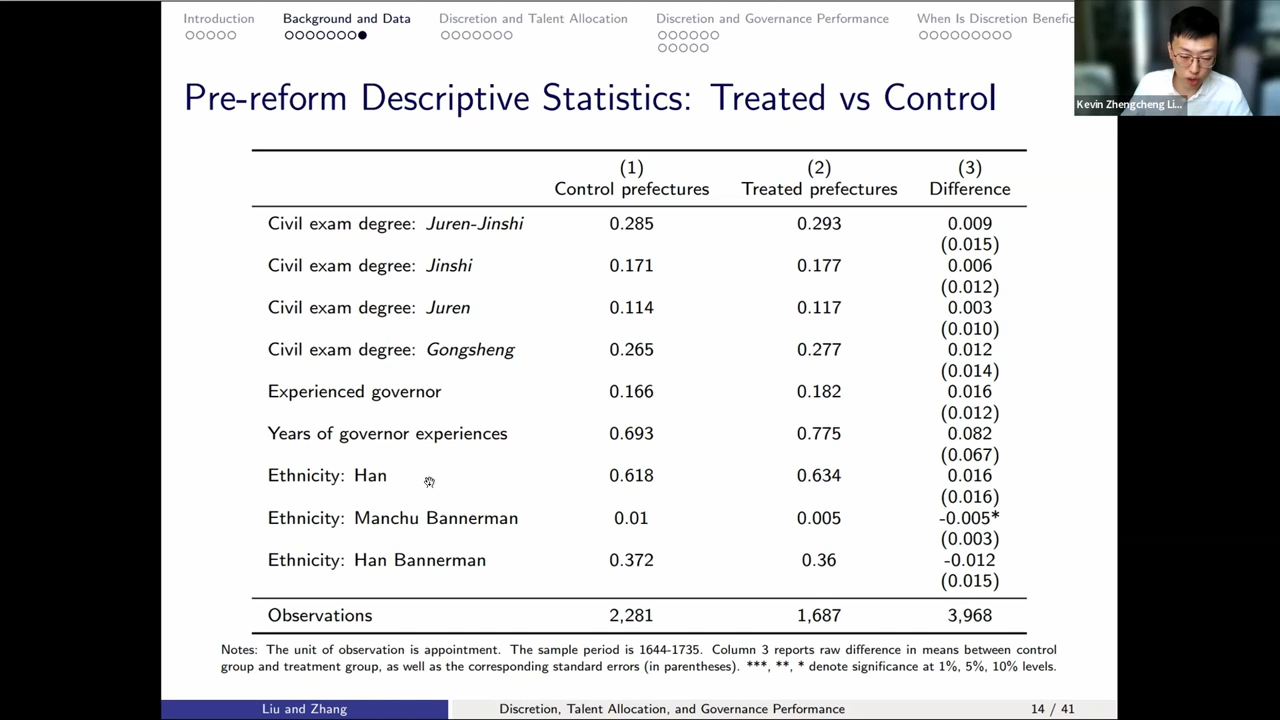 Introduction Background and Data Discretion and Talent Allocation Discretion and Governance Performance When Is Discretion Benefic
Kevin Zhengcheng Li...
Pre-reform Descriptive Statistics: Treated vs Control
(1) (2) (3)
Control prefectures Treated prefectures Difference
Civil exam degree: Juren-Jinshi 0.285 0.293 0.009
(0.015)
Civil exam degree: Jinshi 0.171 0.177 0.006
(0.012)
Civil exam degree: Juren 0.114 0.117 0.003
(0.010)
Civil exam degree: Gongsheng 0.265 0.277 0.012
(0.014)
Experienced governor 0.166 0.182 0.016
(0.012)
Years of governor experiences 0.693 0.775 0.082
(0.067)
Ethnicity: Han 0.618 0.634 0.016
(0.016)
Ethnicity: Manchu Bannerman 0.01 0.005 -0.005*
(0.003)
Ethnicity: Han Bannerman 0.372 0.36 -0.012
(0.015)
Observations 2,281 1,687 3,968
Notes: The unit of observation is appointment. The sample period is 1644-1735. Column 3 reports raw difference in means between control
group and treatment group, as well as the corresponding standard errors (in parentheses). ***, **, * denote significance at 1%, 5%, 10% levels.
Liu and Zhang Discretion, Talent Allocation, and Governance Performance 14 / 41